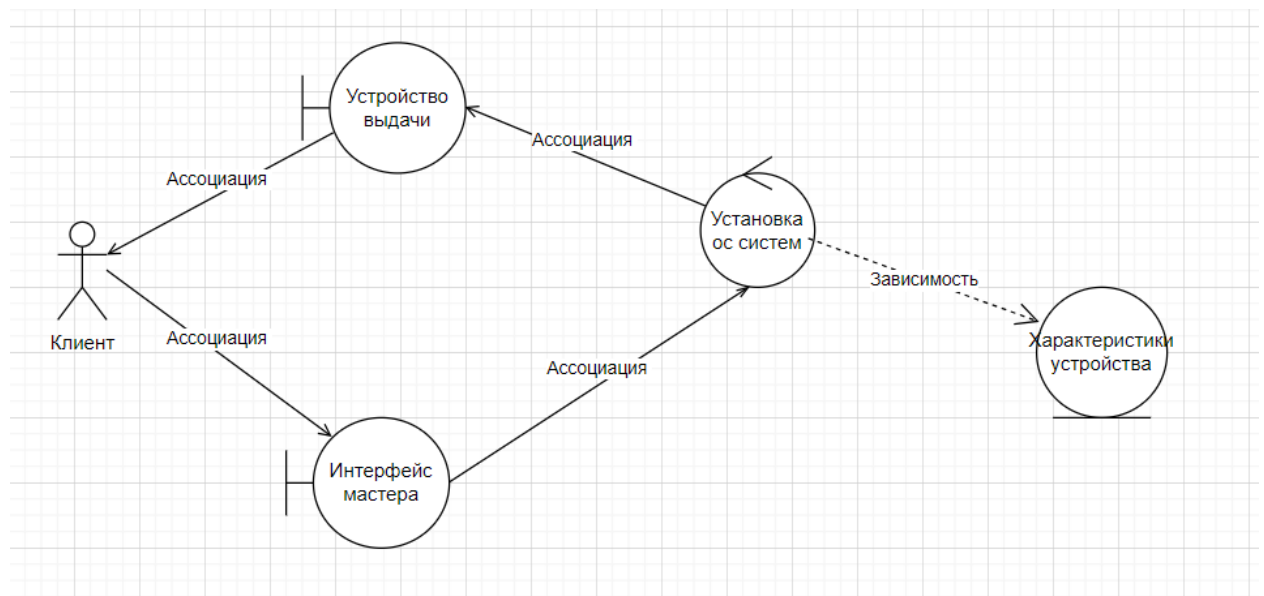 Устройство
выдачи
Ассоциация
Ассоциация
Установка
ос систем
Зависимость
Клиент
Ассоциация
Характеристики
устройства
Ассоциация
Интерфейс
мастера